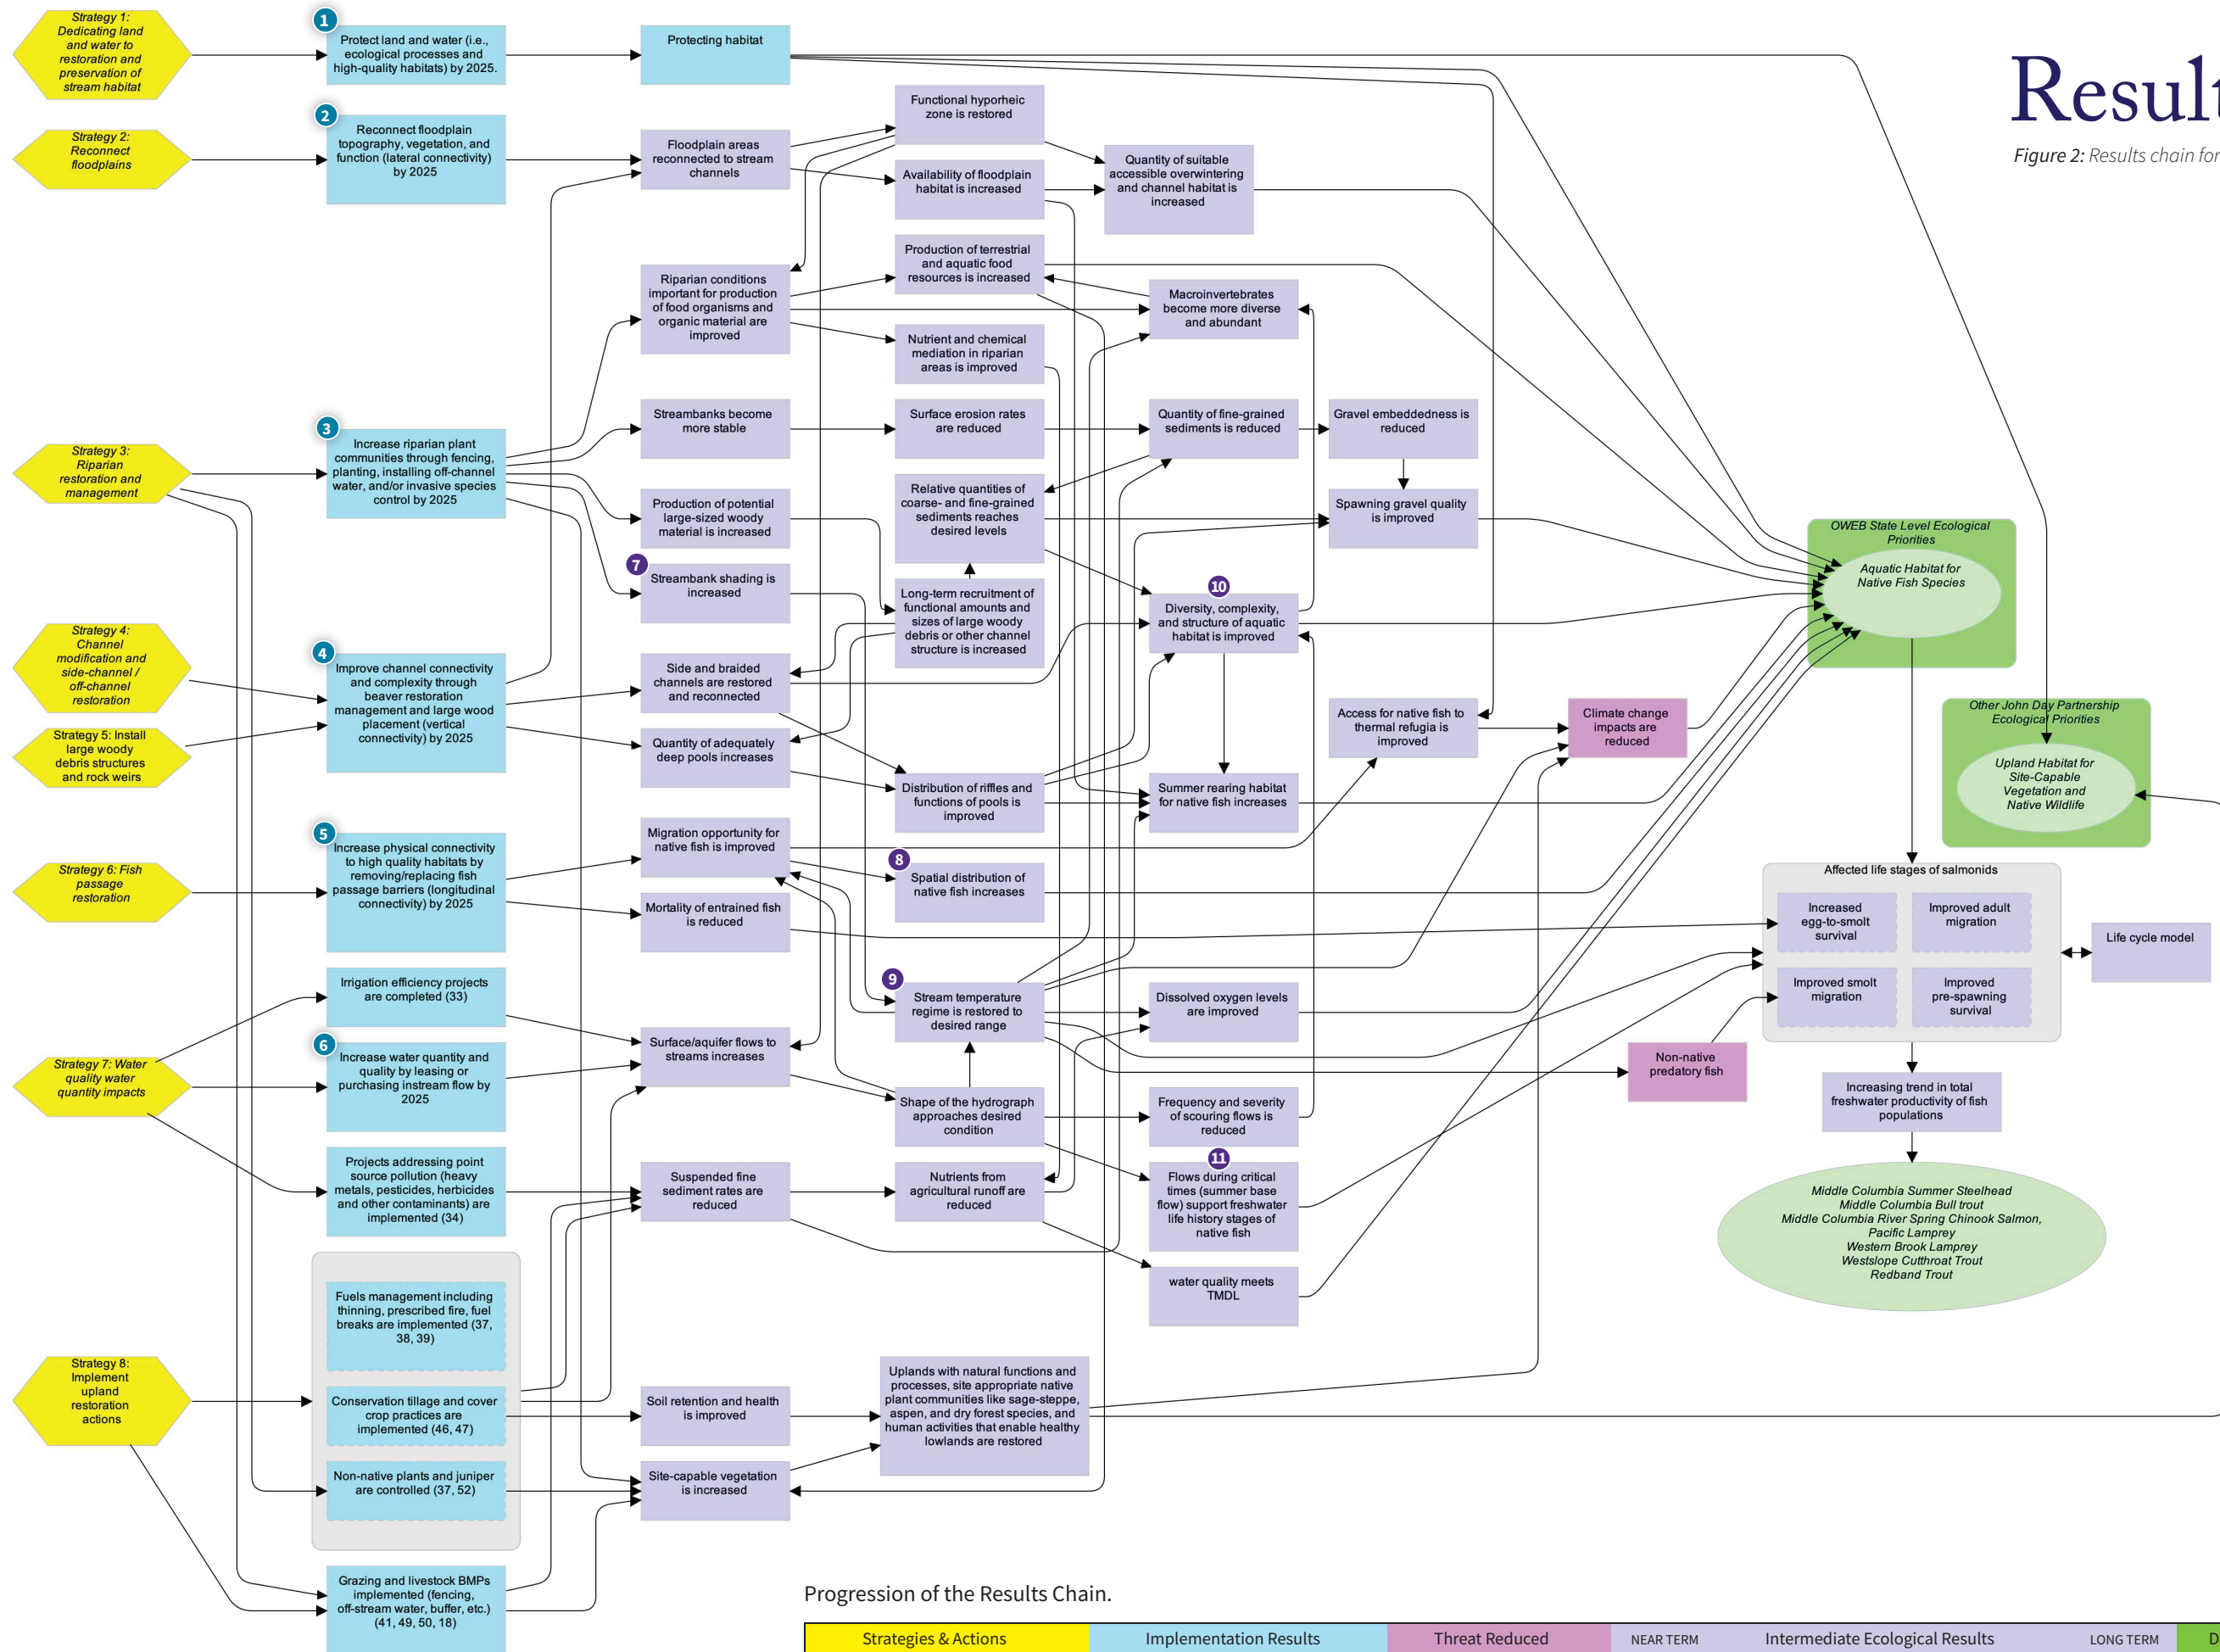 Strategy 1:
Dedicating land
and water to
restoration and
preservation of
stream habitat
1
Protect land and water (i.e.,
ecological processes and
high-quality habitats) by 2025.
Protecting habitat
Result
Figure 2: Results chain for
Strategy 2:
Reconnect
floodplains
2
Reconnect floodplain
topography, vegetation, and
function (lateral connectivity)
by 2025
Floodplain areas
reconnected to stream
channels
Functional hyporheic
zone is restored
Availability of floodplain
habitat is increased
Quantity of suitable
accessible overwintering
and channel habitat is
increased
Riparian conditions
important for production
of food organisms and
organic material are
improved
Production of terrestrial
and aquatic food
resources is increased
Macroinvertebrates
become more diverse
and abundant
Nutrient and chemical
mediation in riparian
areas is improved
Strategy 3:
Riparian
restoration and
management
3
Increase riparian plant
communities through fencing,
planting, installing off-channel
water, and/or invasive species
control by 2025
Streambanks become
more stable
Surface erosion rates
are reduced
Quantity of fine-grained
sediments is reduced
Gravel embeddedness is
reduced
Production of potential
large-sized woody
material is increased
Relative quantities of
coarse- and fine-grained
sediments reaches
desired levels
Spawning gravel quality
is improved
7
Streambank shading is
increased
Long-term recruitment of
functional amounts and
sizes of large woody
debris or other channel
structure is increased
10
Diversity, complexity,
and structure of aquatic
habitat is improved
OWEB State Level Ecological
Priorities
Aquatic Habitat for
Native Fish Species
Strategy 4:
Channel
modification and
side-channel /
off-channel
restoration
Strategy 5: Install
large woody
debris structures
and rock weirs
4
Improve channel connectivity
and complexity through
beaver restoration
management and large wood
placement (vertical
connectivity) by 2025
Side and braided
channels are restored
and reconnected
Quantity of adequately
deep pools increases
Distribution of riffles and
functions of pools is
improved
Summer rearing habitat
for native fish increases
Access for native fish to
thermal refugia is
improved
Climate change
impacts are
reduced
Other John Day Partnership
Ecological Priorities
Upland Habitat for
Site-Capable
Vegetation and
Native Wildlife
Strategy 6: Fish
passage
restoration
5
Increase physical connectivity
to high quality habitats by
removing/replacing fish
passage barriers (longitudinal
connectivity) by 2025
Migration opportunity for
native fish is improved
8
Spatial distribution of
native fish increases
Mortality of entrained fish
is reduced
Affected life stages of salmonids
Increased
egg-to-smolt
survival
Improved adult
migration
Improved smolt
migration
Improved
pre-spawning
survival
Life cycle model
Strategy 7: Water
quality water
quantity impacts
Irrigation efficiency projects
are completed (33)
6
Increase water quantity and
quality by leasing or
purchasing instream flow by
2025
Projects addressing point
source pollution (heavy
metals, pesticides, herbicides
and other contaminants) are
implemented (34)
Surface/aquifer flows to
streams increases
9
Stream temperature
regime is restored to
desired range
Dissolved oxygen levels
are improved
Non-native
predatory fish
Shape of the hydrograph
approaches desired
condition
Frequency and severity
of scouring flows is
reduced
Increasing trend in total
freshwater productivity of fish
populations
Suspended fine
sediment rates are
reduced
Nutrients from
agricultural runoff are
reduced
11
Flows during critical
times (summer base
flow) support freshwater
life history stages of
native fish
water quality meets
TMDL
Middle Columbia Summer Steelhead
Middle Columbia Bull trout
Middle Columbia River Spring Chinook Salmon,
Pacific Lamprey
Western Brook Lamprey
Westslope Cutthroat Trout
Redband Trout
Strategy 8:
Implement
upland
restoration
actions
Fuels management including
thinning, prescribed fire, fuel
breaks are implemented (37,
38, 39)
Conservation tillage and cover
crop practices are
implemented (46, 47)
Non-native plants and juniper
are controlled (37, 52)
Grazing and livestock BMPs
implemented (fencing,
off-stream water, buffer, etc.)
(41, 49, 50, 18)
Soil retention and health
is improved
Site-capable vegetation
is increased
Uplands with natural functions and
processes, site appropriate native
plant communities like sage-steppe,
aspen, and dry forest species, and
human activities that enable healthy
lowlands are restored
Progression of the Results Chain.
Strategies & Actions
Implementation Results
Threat Reduced
NEAR TERM
Intermediate Ecological Results
LONG TERM
D